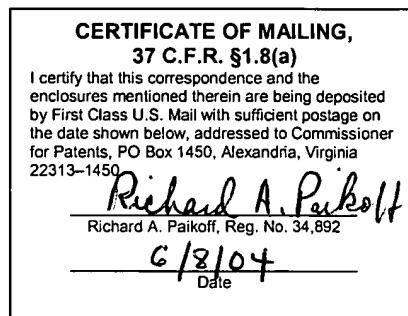 CERTIFICATE OF MAILING,
37 C.F.R. §1.8(a)
I certify that this correspondence and the
enclosures mentioned therein are being deposited
by First Class U.S. Mail with sufficient postage on
the date shown below, addressed to Commissioner
for Patents, PO Box 1450, Alexandria, Virginia
22313–1450
Richard A. Paikoff
Richard A. Paikoff, Reg. No. 34,892
6/8/04
Date